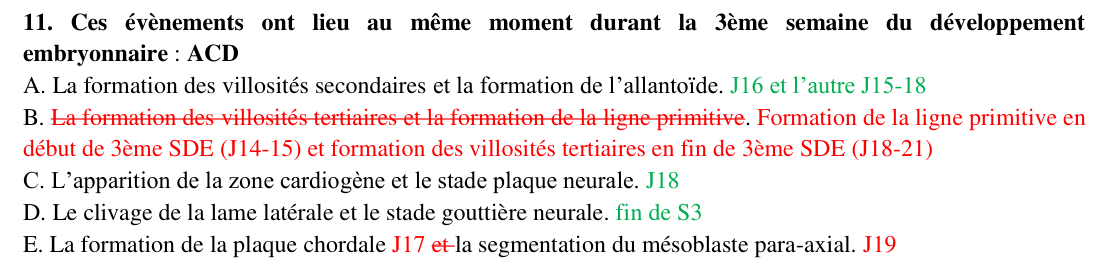 11. Ces évènements ont lieu au même moment durant la 3ème semaine du développement
embryonnaire : ACD
A. La formation des villosités secondaires et la formation de l'allantoïde. J16 et l'autre J15-18
B. La formation des villosités tertiaires et la formation de la ligne primitive. Formation de la ligne primitive en
début de 3ème SDE (J14-15) et formation des villosités tertiaires en fin de 3ème SDE (J18-21)
C. L'apparition de la zone cardiogène et le stade plaque neurale. J18
D. Le clivage de la lame latérale et le stade gouttière neurale. fin de S3
E. La formation de la plaque chordale J17 et la segmentation du mésoblaste para-axial. J19